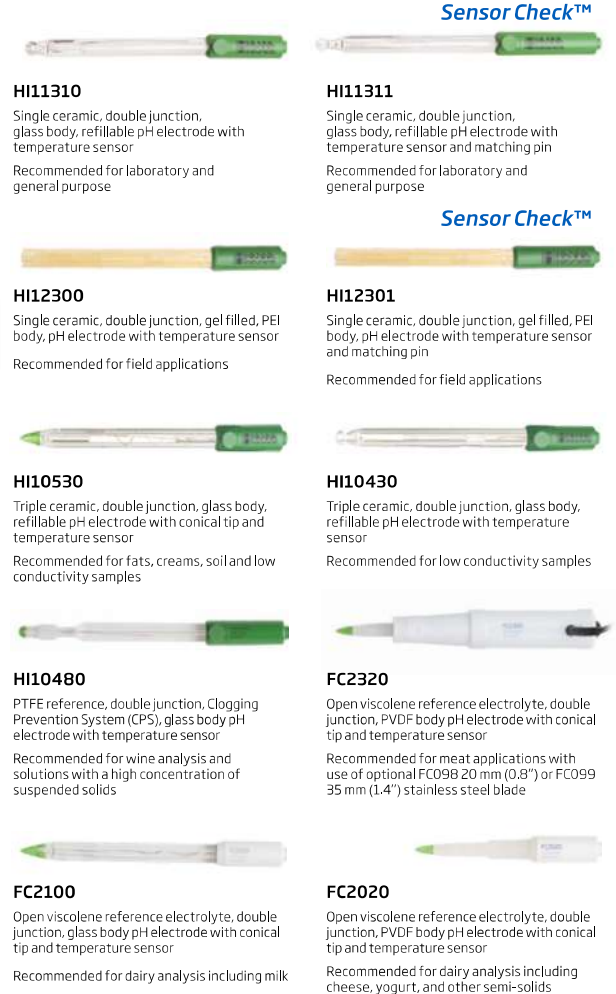 Sensor Check™
HI11310
Single ceramic, double junction,
glass body, refillable pH electrode with
temperature sensor
Recommended for laboratory and
general purpose
HI11311
Single ceramic, double junction,
glass body, refillable pH electrode with
temperature sensor and matching pin
Recommended for laboratory and
general purpose
Sensor Check™
HI12300
Single ceramic, double junction, gel filled, PEI
body, pH electrode with temperature sensor
Recommended for field applications
HI12301
Single ceramic, double junction, gel filled, PEI
body, pH electrode with temperature sensor
and matching pin
Recommended for field applications
HI10530
Triple ceramic, double junction, glass body,
refillable pH electrode with conical tip and
temperature sensor
Recommended for fats, creams, soil and low
conductivity samples
HI10430
Triple ceramic, double junction, glass body,
refillable pH electrode with temperature
sensor
Recommended for low conductivity samples
HI10480
PTFE reference, double junction, Clogging
Prevention System (CPS), glass body pH
electrode with temperature sensor
Recommended for wine analysis and
solutions with a high concentration of
suspended solids
FC2320
Open viscolene reference electrolyte, double
junction, PVDF body pH electrode with conical
tip and temperature sensor
Recommended for meat applications with
use of optional FC098 20 mm (0.8”) or FC099
35 mm (1.4”) stainless steel blade
FC2100
Open viscolene reference electrolyte, double
junction, glass body pH electrode with conical
tip and temperature sensor
Recommended for dairy analysis including milk
FC2020
Open viscolene reference electrolyte, double
junction, PVDF body pH electrode with conical
tip and temperature sensor
Recommended for dairy analysis including
cheese, yogurt, and other semi-solids